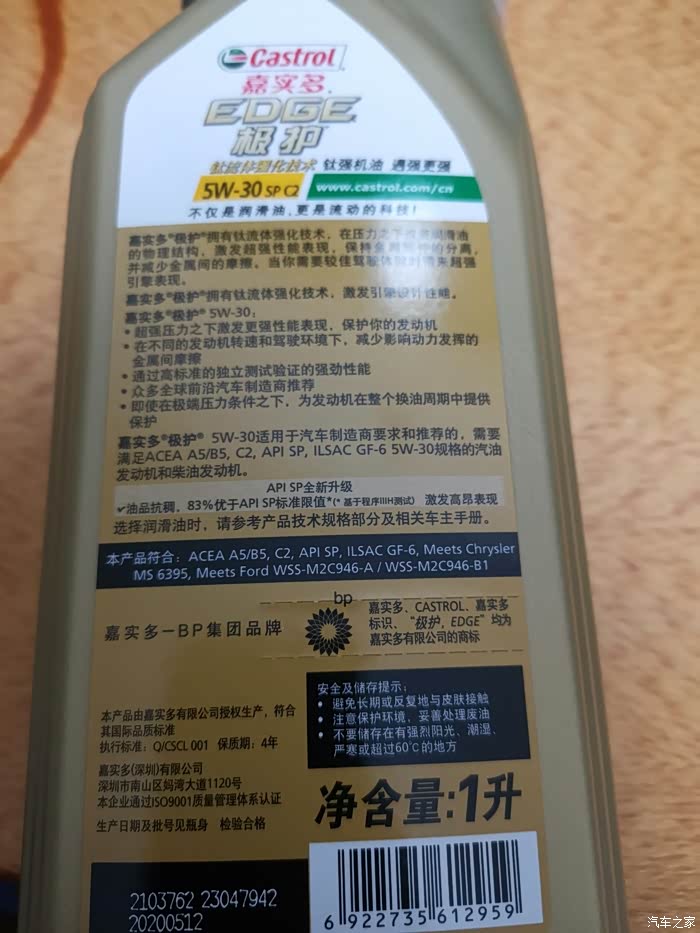 Castrol
嘉实多
EDGE
极护
钛流体强化技术 钛强机油 遇强更强
5W-30 SP C2 www.castrol.com/cn
不仅是润滑油,更是流动的科技!
嘉实多®极护®拥有钛流体强化技术，在压力之下改变润滑油
的物理结构，激发超强性能表现，保持金属部件的分离，
并减少金属间的摩擦。当你需要较佳驾驶体验时带来超强
引擎表现。
嘉实多®极护®拥有钛流体强化技术，激发引擎设计性能。
嘉实多®极护® 5W-30：
• 超强压力之下激发更强性能表现，保护你的发动机
• 在不同的发动机转速和驾驶环境下，减少影响动力发挥的
金属间摩擦
• 通过高标准的独立测试验证的强劲性能
• 众多全球前沿汽车制造商推荐
• 即使在极端压力条件之下，为发动机在整个换油周期中提供
保护
嘉实多®极护® 5W-30适用于汽车制造商要求和推荐的，需要
满足ACEA A5/B5, C2, API SP, ILSAC GF-6 5W-30规格的汽油
发动机和柴油发动机。
API SP全新升级
✓油品抗稠，83%优于API SP标准限值*(* 基于程序IIIH测试) 激发高昂表现
选择润滑油时，请参考产品技术规格部分及相关车主手册。
本产品符合：ACEA A5/B5, C2, API SP, ILSAC GF-6, Meets Chrysler
MS 6395, Meets Ford WSS-M2C946-A / WSS-M2C946-B1
bp
嘉实多—BP集团品牌
嘉实多、CASTROL、嘉实多
标识、“极护, EDGE”均为
嘉实多有限公司的商标
安全及储存提示：
• 避免长期或反复地与皮肤接触
• 注意保护环境，妥善处理废油
• 不要储存在有强烈阳光、潮湿、
严寒或超过60℃的地方
本产品由嘉实多有限公司授权生产，符合
其国际品质标准
执行标准：Q/CSCL 001 保质期：4年
嘉实多(深圳)有限公司
深圳市南山区妈湾大道1120号
本企业通过ISO9001质量管理体系认证
生产日期及批号见瓶身 检验合格
净含量:1升
2103762 23047942
20200512
6 922735 612959
汽车之家